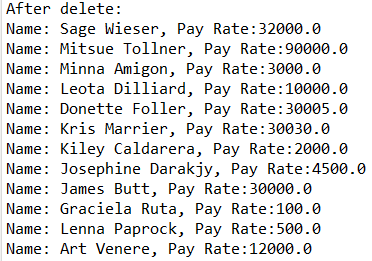 After delete:
Name: Sage Wieser, Pay Rate:32000.0
Name: Mitsue Tollner, Pay Rate:90000.0
Name: Minna Amigon, Pay Rate:3000.0
Name: Leota Dilliard, Pay Rate:10000.0
Name: Donette Foller, Pay Rate:30005.0
Name: Kris Marrier, Pay Rate:30030.0
Name: Kiley Caldarera, Pay Rate:2000.0
Name: Josephine Darakjy, Pay Rate:4500.0
Name: James Butt, Pay Rate:30000.0
Name: Graciela Ruta, Pay Rate:100.0
Name: Lenna Paprock, Pay Rate:500.0
Name: Art Venere, Pay Rate:12000.0